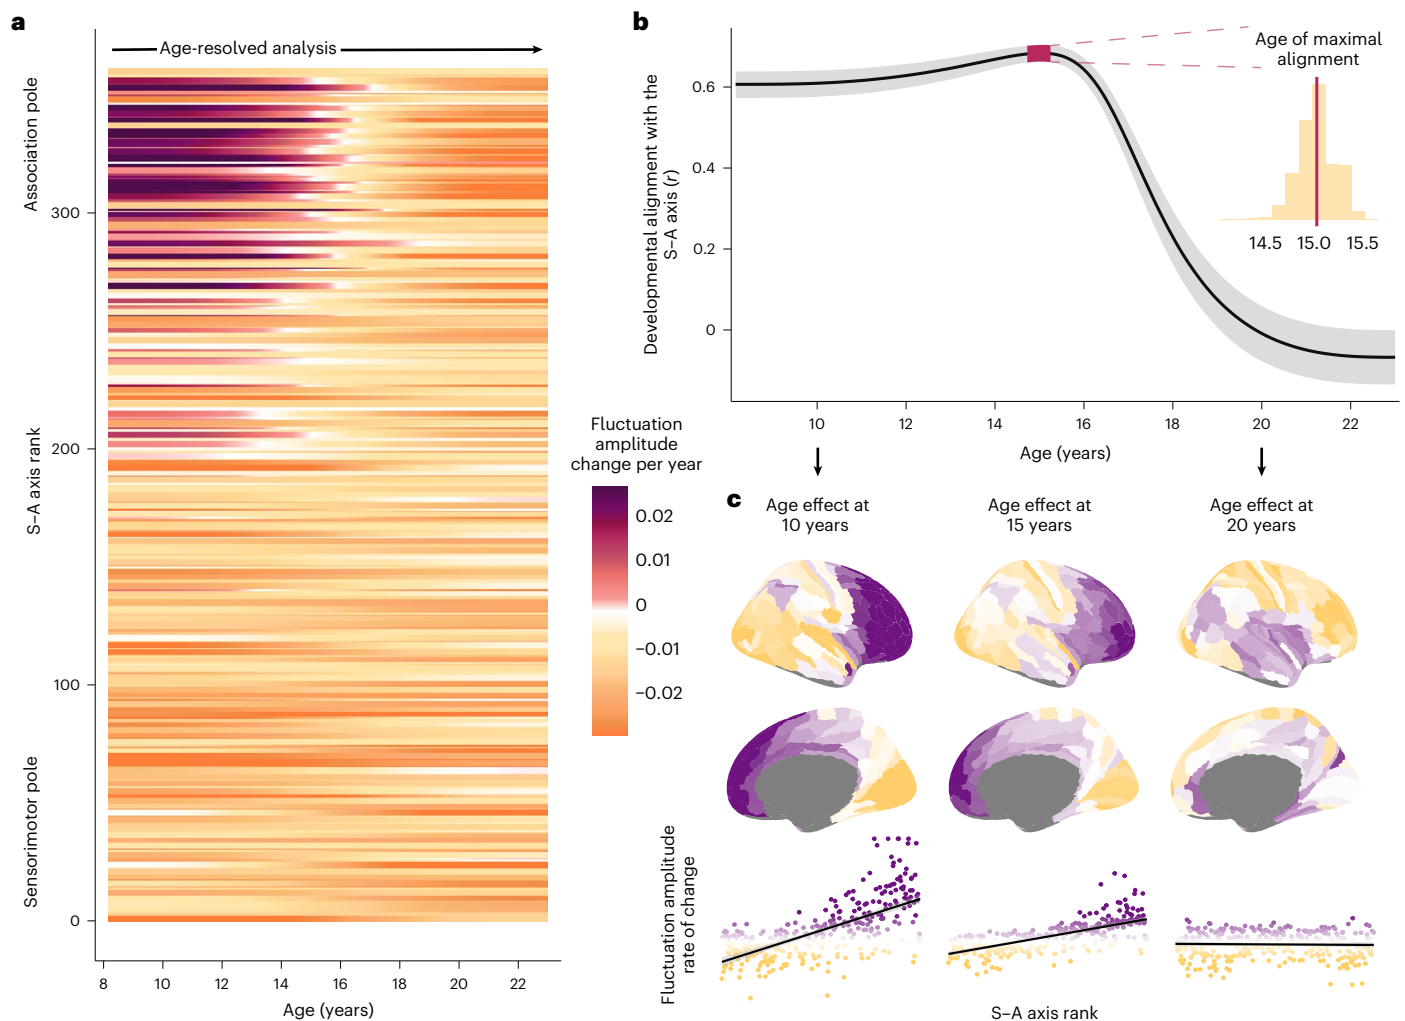 a
Age-resolved analysis
Association pole
S–A axis rank
Sensorimotor pole
300
200
100
0
8
10
12
14
16
18
20
22
Age (years)
Fluctuation
amplitude
change per year
0.02
0.01
0
−0.01
−0.02
b
Developmental alignment with the
S–A axis (r)
0.6
0.4
0.2
0
10
12
14
16
18
20
22
Age (years)
Age of maximal
alignment
14.5
15.0
15.5
c
Age effect at
10 years
Age effect at
15 years
Age effect at
20 years
Fluctuation amplitude
rate of change
S–A axis rank